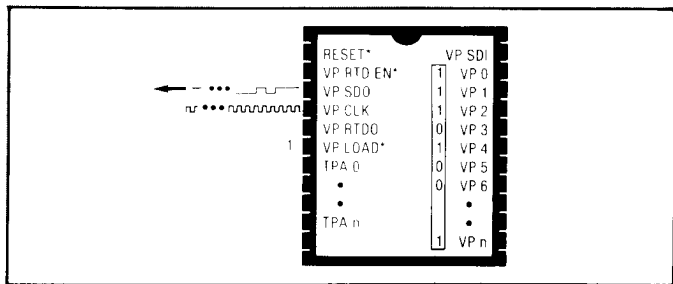 RESET* VP SDI
VP RTD EN* 1 VP 0
VP SDO 1 VP 1
VP CLK 1 VP 2
VP RTDO 0 VP 3
1 VP LOAD* 1 VP 4
TPA 0 0 VP 5
0 VP 6
TPA n
1 VP n